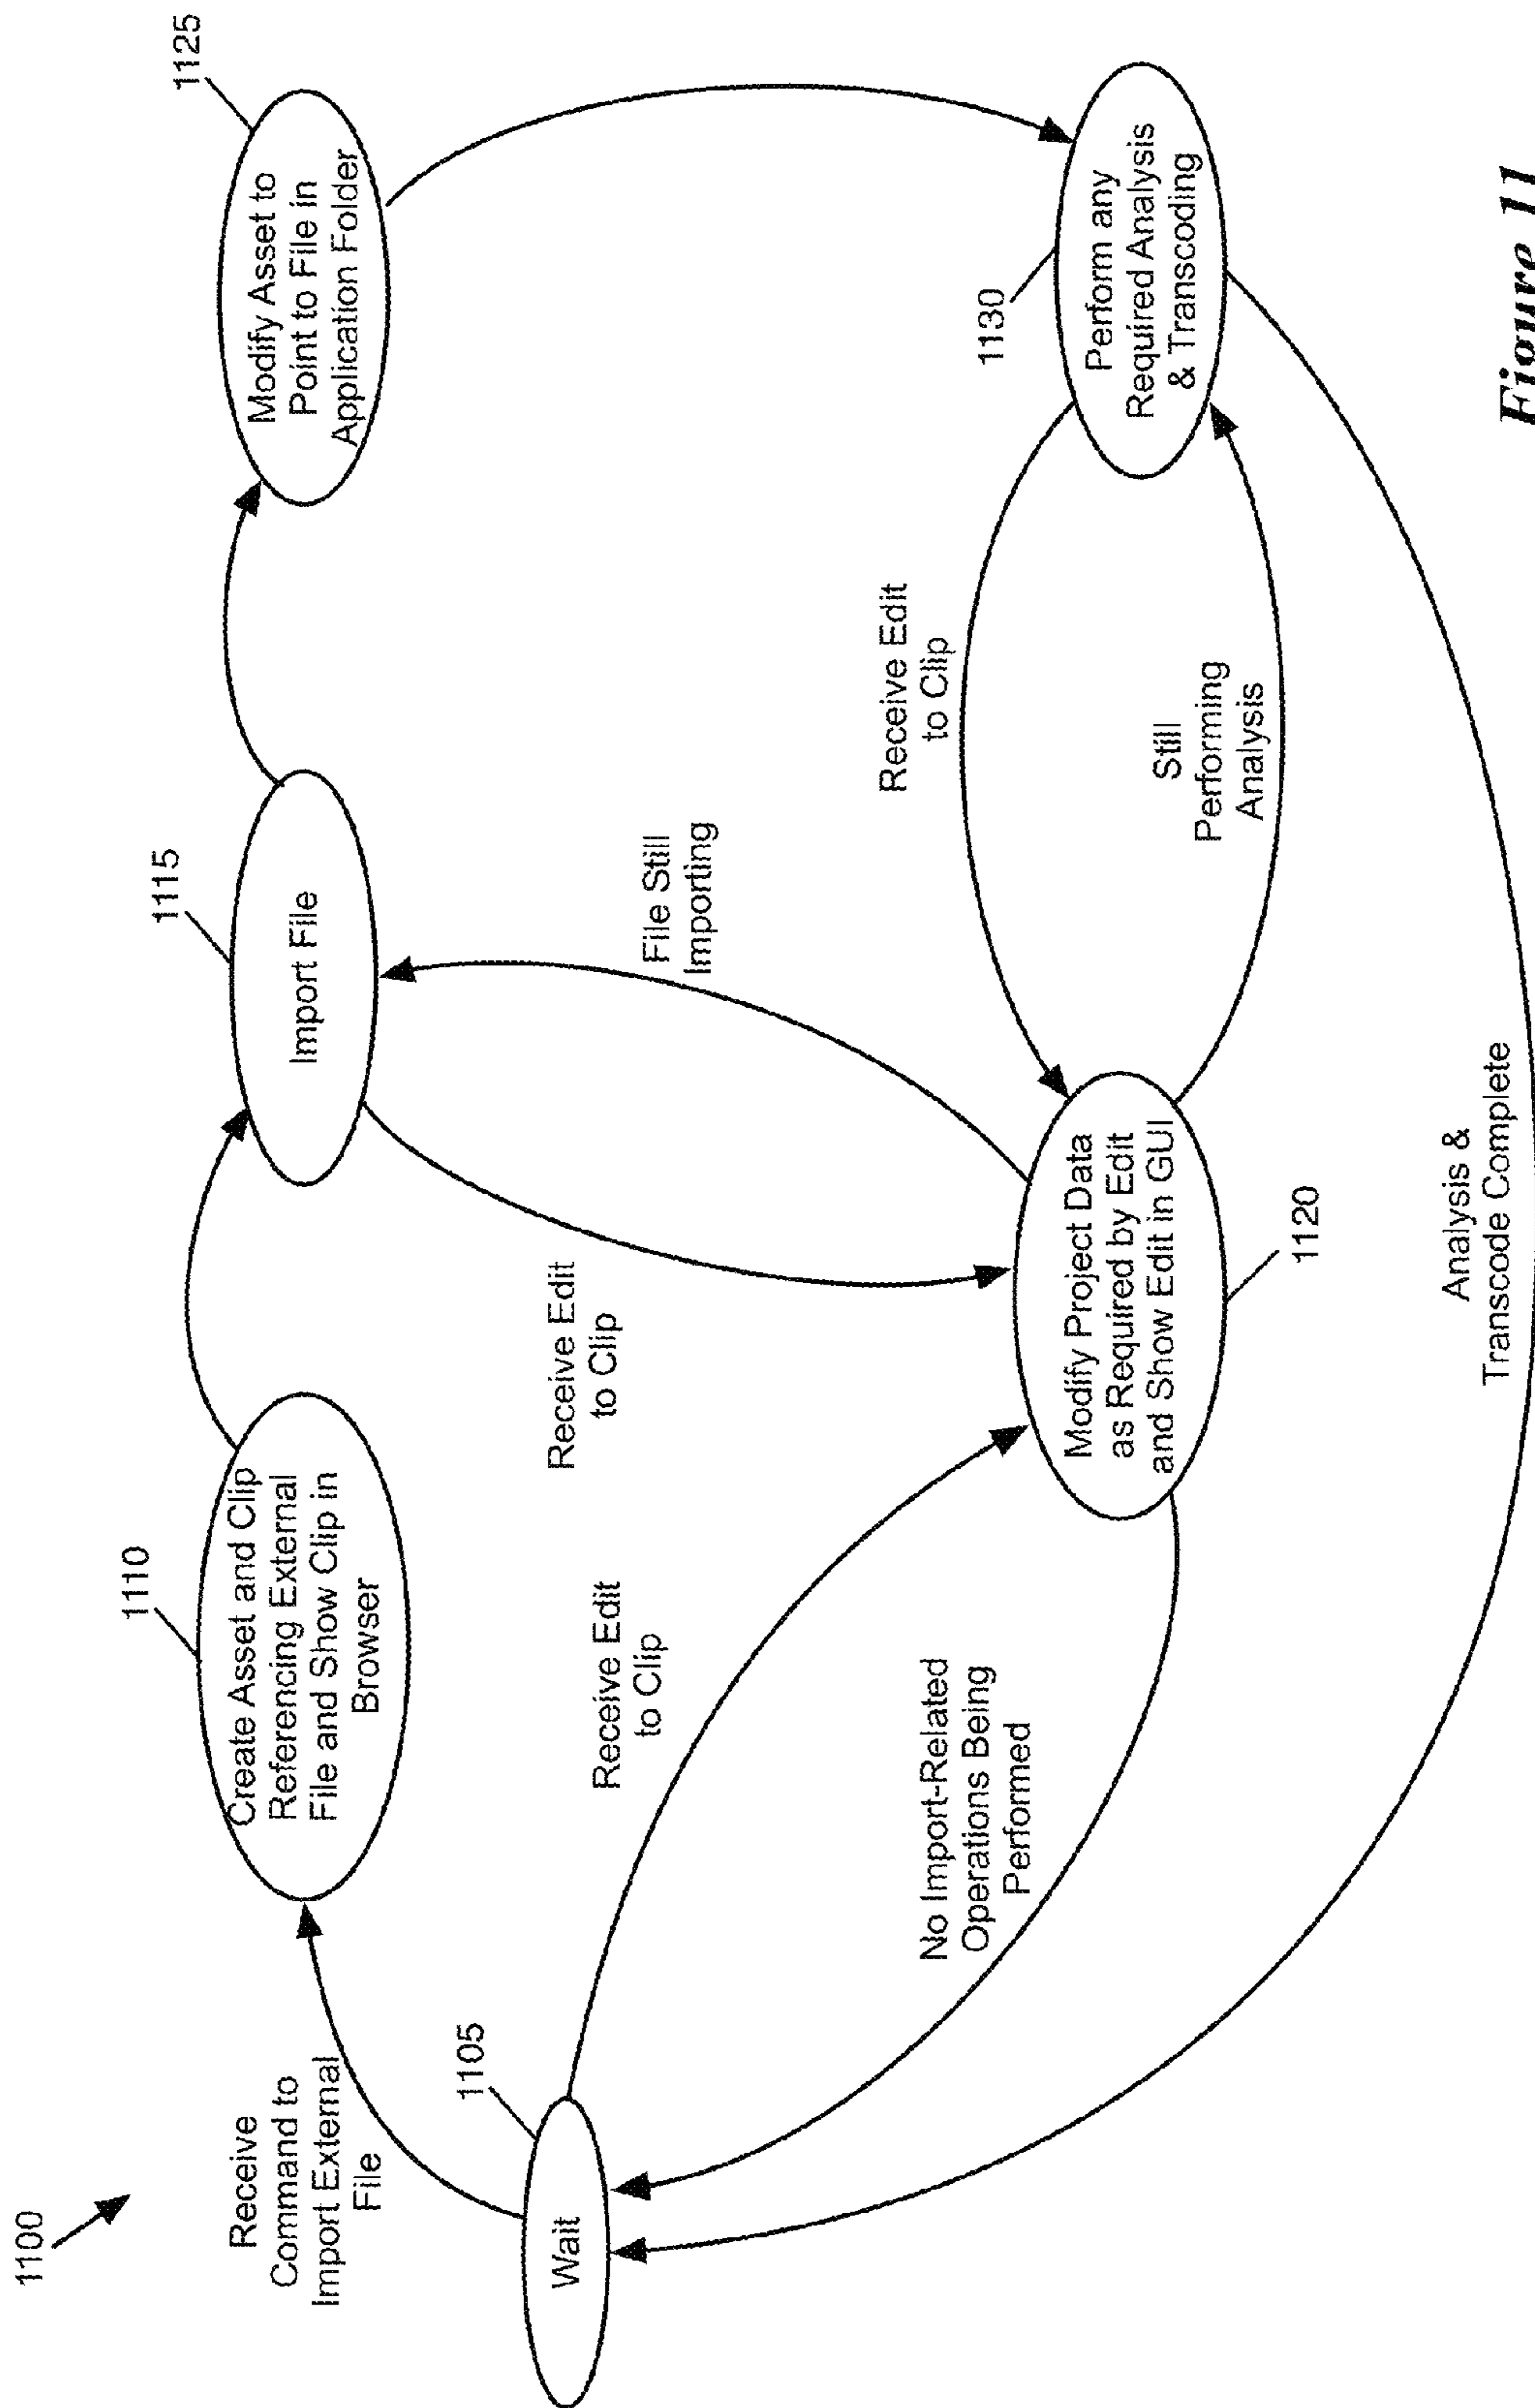 1100
Receive
Command to
Import External
File
1105
Wait
1110
Create Asset and Clip
Referencing External
File and Show Clip in
Browser
1115
Import File
1125
Modify Asset to
Point to File in
Application Folder
Receive Edit
to Clip
File Still
Importing
Receive Edit
to Clip
No Import-Related
Operations Being
Performed
Modify Project Data
as Required by Edit
and Show Edit in GUI
1120
Receive Edit
to Clip
Still
Performing
Analysis
1130
Perform any
Required Analysis
& Transcoding
Analysis &
Transcode Complete
Figure 11